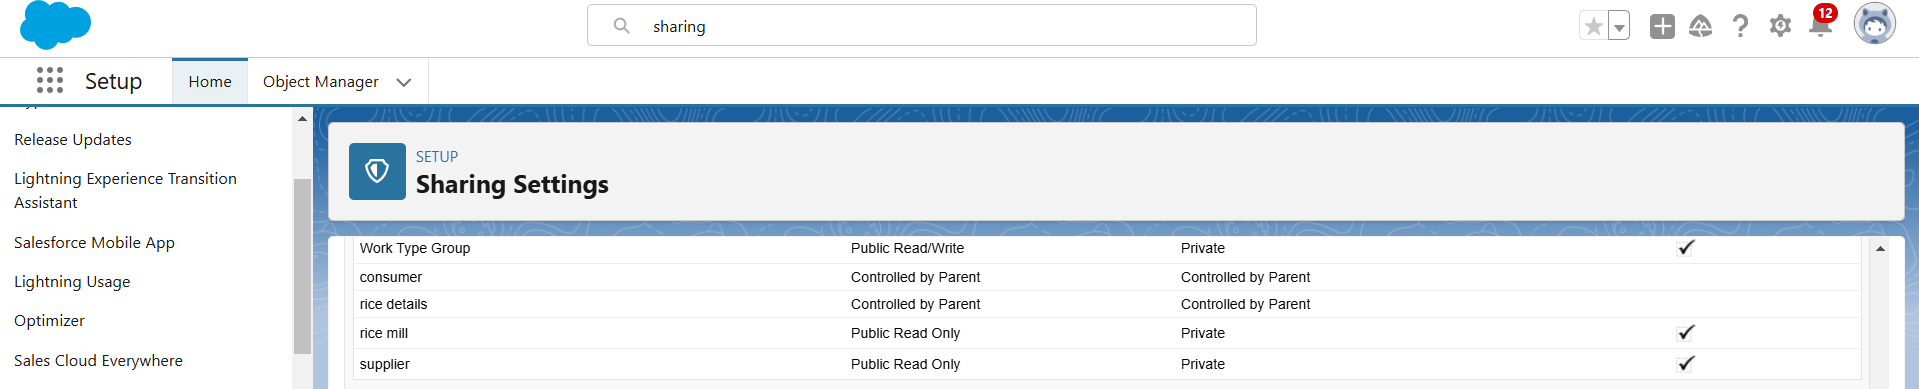 sharing
12
Setup
Home
Object Manager
Release Updates
Lightning Experience Transition
Assistant
Salesforce Mobile App
Lightning Usage
Optimizer
Sales Cloud Everywhere
SETUP
Sharing Settings
Work Type Group Public Read/Write Private
consumer Controlled by Parent Controlled by Parent
rice details Controlled by Parent Controlled by Parent
rice mill Public Read Only Private
supplier Public Read Only Private